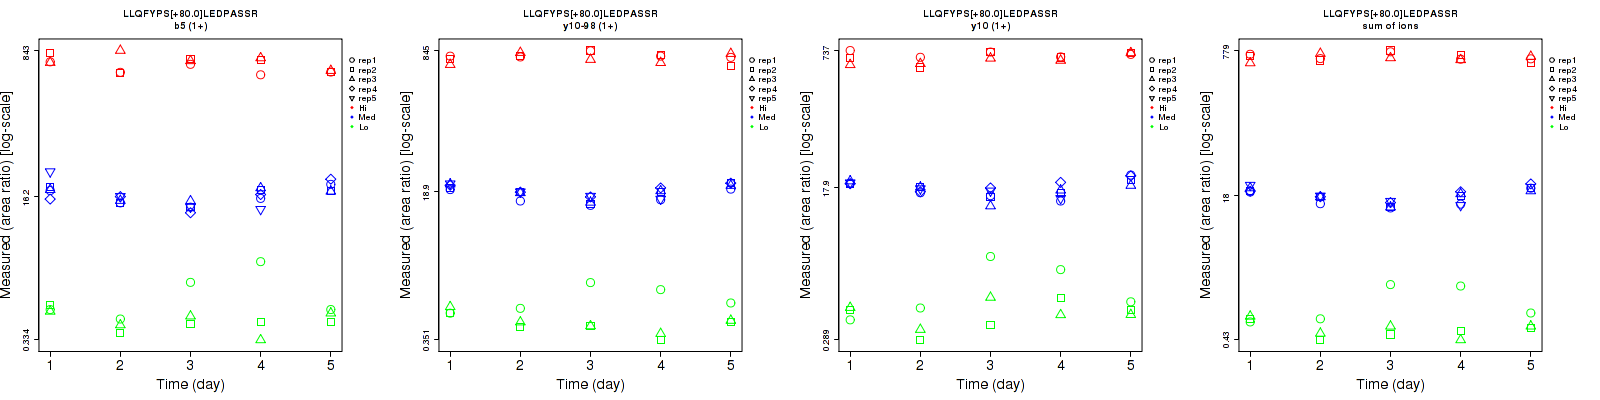 LLQFYPS[+80.0]LEDPASSR
b5 (1+)
Measured (area ratio) [log-scale]
843
16.2
0.334
1 2 3 4 5
Time (day)
rep1
rep2
rep3
rep4
rep5
Hi
Med
Lo
LLQFYPS[+80.0]LEDPASSR
y10-98 (1+)
Measured (area ratio) [log-scale]
845
18.9
0.351
1 2 3 4 5
Time (day)
rep1
rep2
rep3
rep4
rep5
Hi
Med
Lo
LLQFYPS[+80.0]LEDPASSR
y10 (1+)
Measured (area ratio) [log-scale]
737
17.9
0.289
1 2 3 4 5
Time (day)
rep1
rep2
rep3
rep4
rep5
Hi
Med
Lo
LLQFYPS[+80.0]LEDPASSR
sum of ions
Measured (area ratio) [log-scale]
779
18
0.43
1 2 3 4 5
Time (day)
rep1
rep2
rep3
rep4
rep5
Hi
Med
Lo